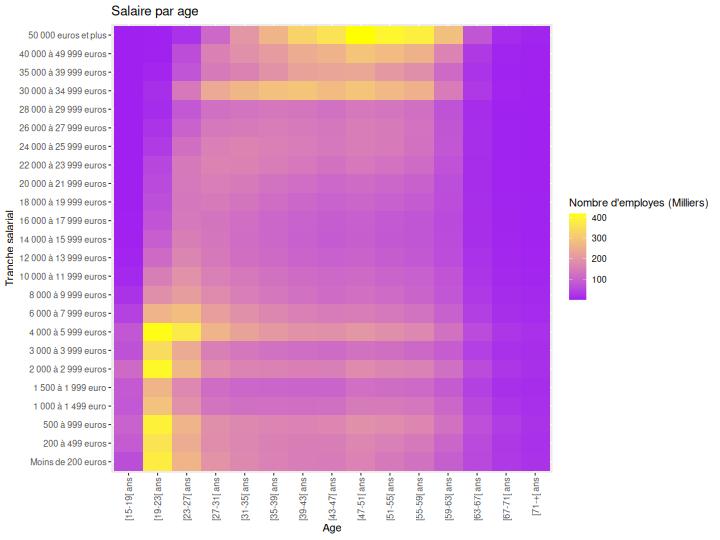 Salaire par age
Tranche salarial
50 000 euros et plus
40 000 à 49 999 euros
35 000 à 39 999 euros
30 000 à 34 999 euros
28 000 à 29 999 euros
26 000 à 27 999 euros
24 000 à 25 999 euros
22 000 à 23 999 euros
20 000 à 21 999 euros
18 000 à 19 999 euros
16 000 à 17 999 euros
14 000 à 15 999 euros
12 000 à 13 999 euros
10 000 à 11 999 euros
8 000 à 9 999 euros
6 000 à 7 999 euros
4 000 à 5 999 euros
3 000 à 3 999 euros
2 000 à 2 999 euros
1 500 à 1 999 euro
1 000 à 1 499 euro
500 à 999 euros
200 à 499 euros
Moins de 200 euros
[15-19[ ans
[19-23[ ans
[23-27[ ans
[27-31[ ans
[31-35[ ans
[35-39[ ans
[39-43[ ans
[43-47[ ans
[47-51[ ans
[51-55[ ans
[55-59[ ans
[59-63[ ans
[63-67[ ans
[67-71[ ans
[71-+[ ans
Age
Nombre d'employes (Milliers)
400
300
200
100